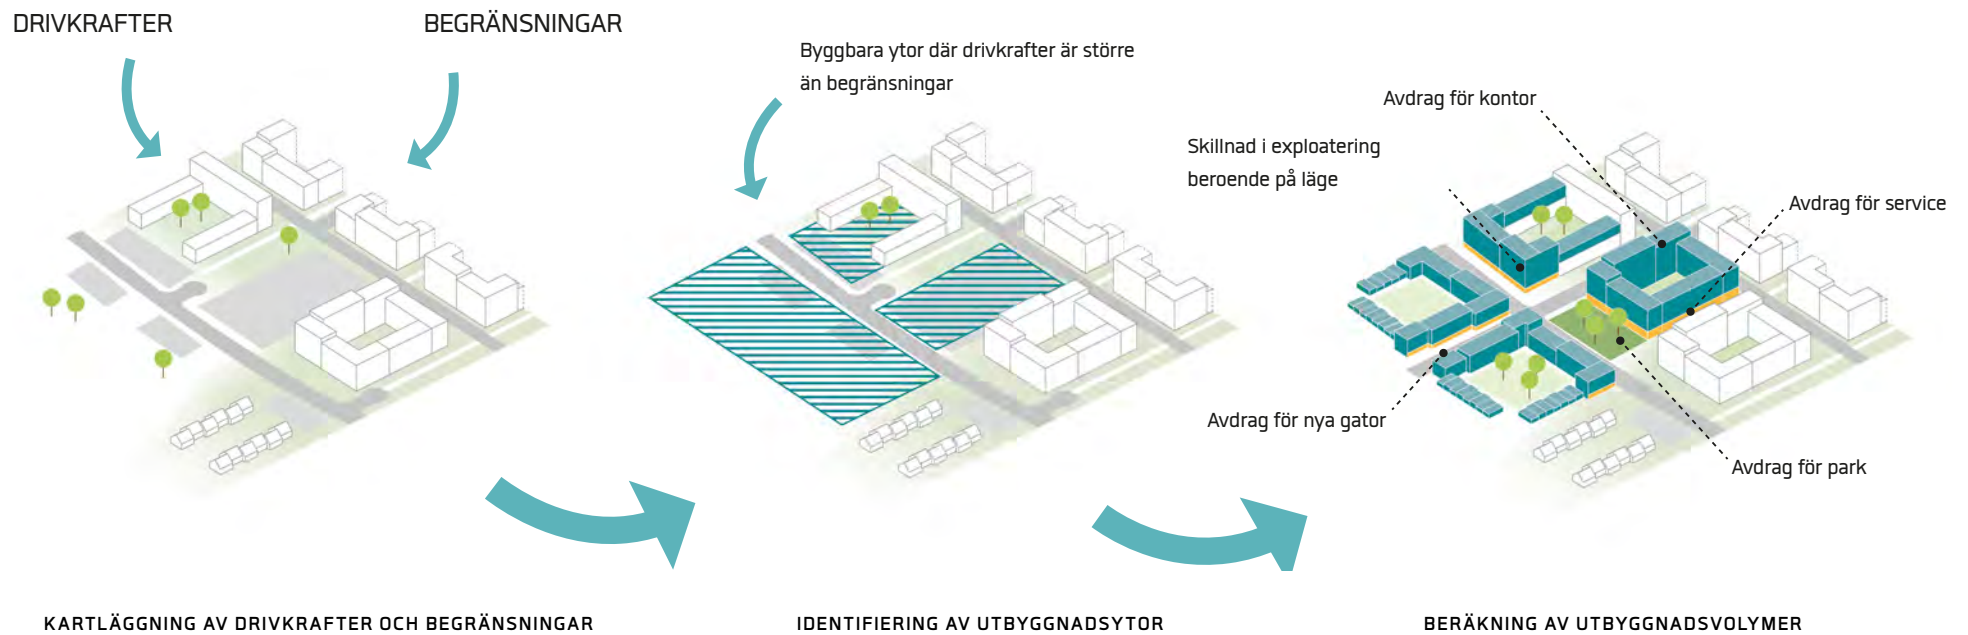 DRIVKRAFTER
BEGRÄNSNINGAR
Byggbara ytor där drivkrafter är större
än begränsningar
Avdrag för kontor
Skillnad i exploatering
beroende på läge
Avdrag för service
Avdrag för nya gator
Avdrag för park
KARTLÄGGNING AV DRIVKRAFTER OCH BEGRÄNSNINGAR
IDENTIFIERING AV UTBYGGNADSYTOR
BERÄKNING AV UTBYGGNADSVOLYMER